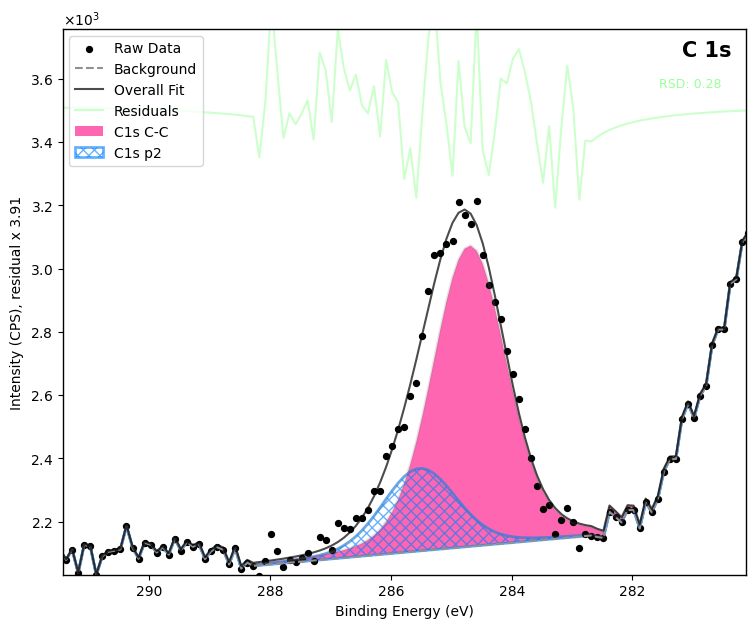 ×10³
C 1s
RSD: 0.28
Raw Data
Background
Overall Fit
Residuals
C1s C-C
C1s p2
3.6
3.4
3.2
3.0
2.8
2.6
2.4
2.2
Intensity (CPS), residual x 3.91
290
288
286
284
282
Binding Energy (eV)